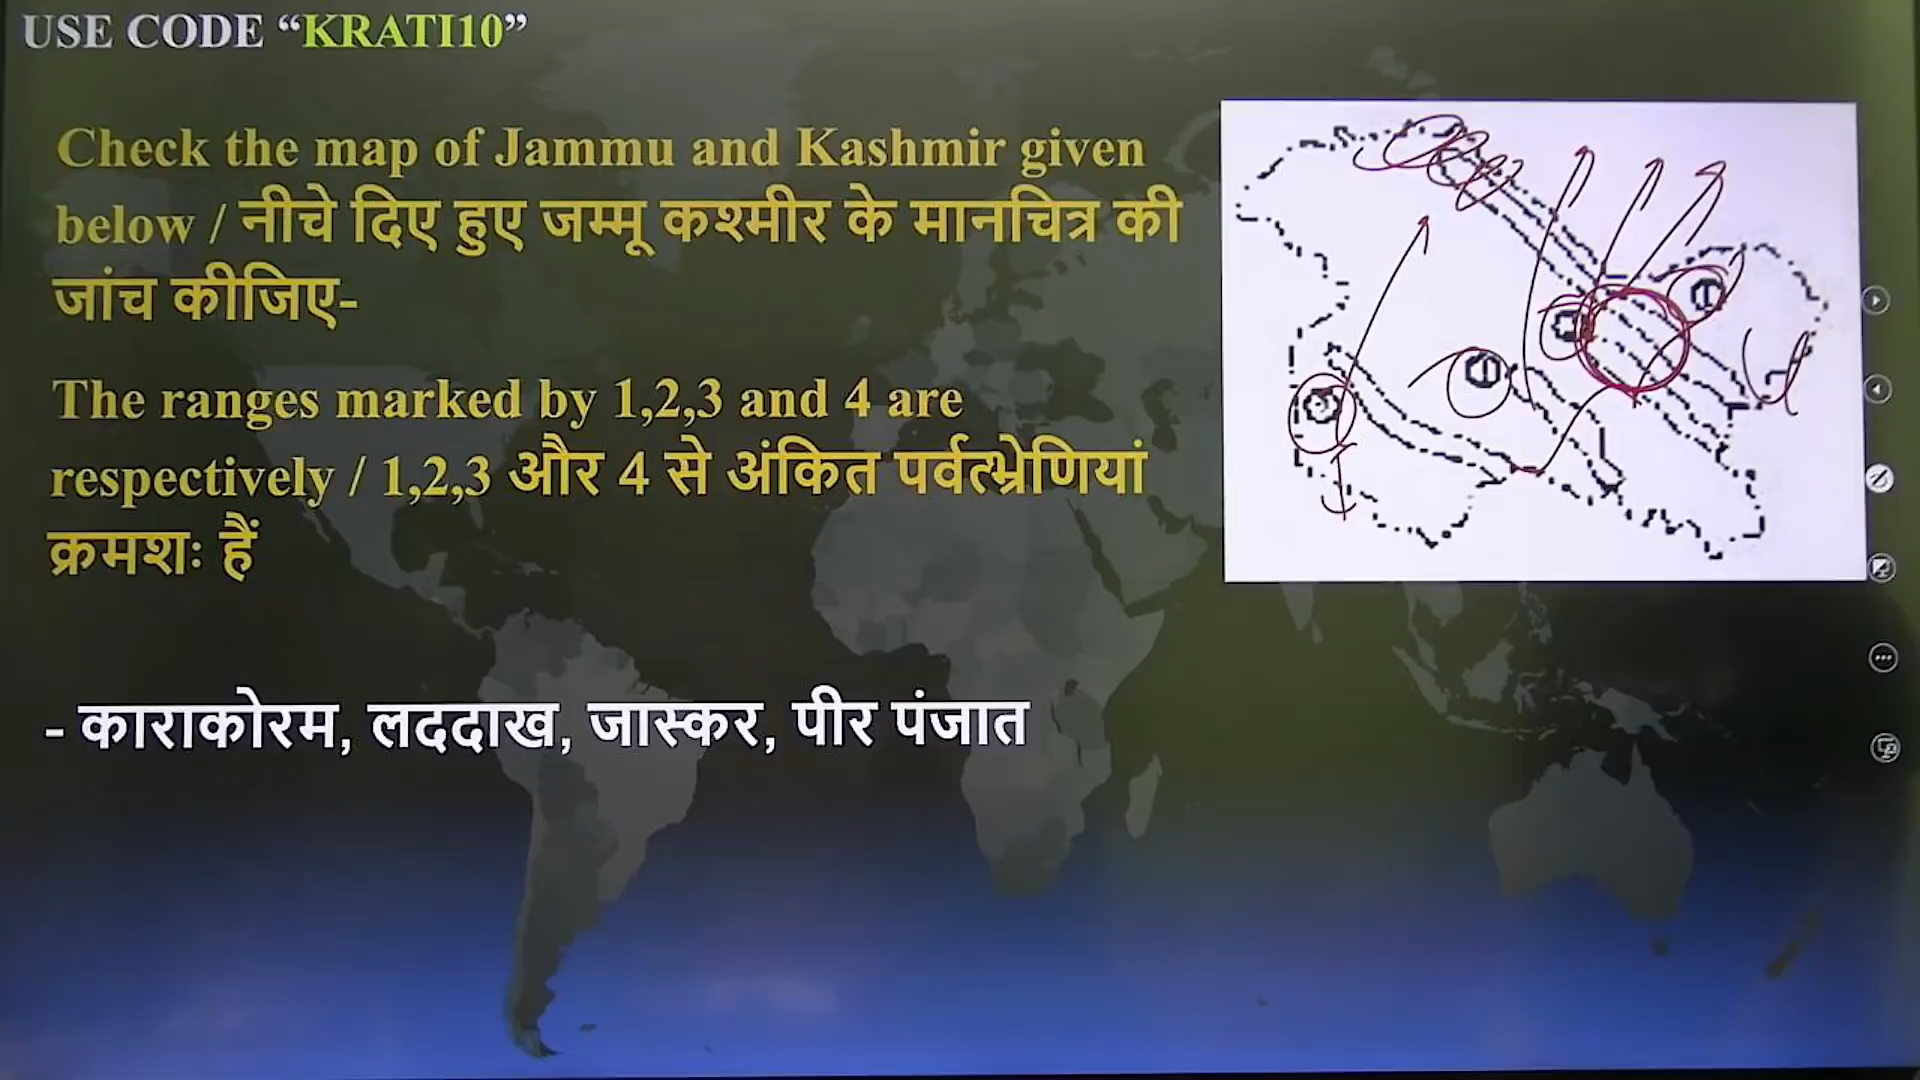 USE CODE “KRATI10”
Check the map of Jammu and Kashmir given
below / नीचे दिए हुए जम्मू कश्मीर के मानचित्र की
जांच कीजिए-
The ranges marked by 1,2,3 and 4 are
respectively / 1,2,3 और 4 से अंकित पर्वत्श्रेणियां
क्रमशः हैं
- काराकोरम, लददाख, जास्कर, पीर पंजात